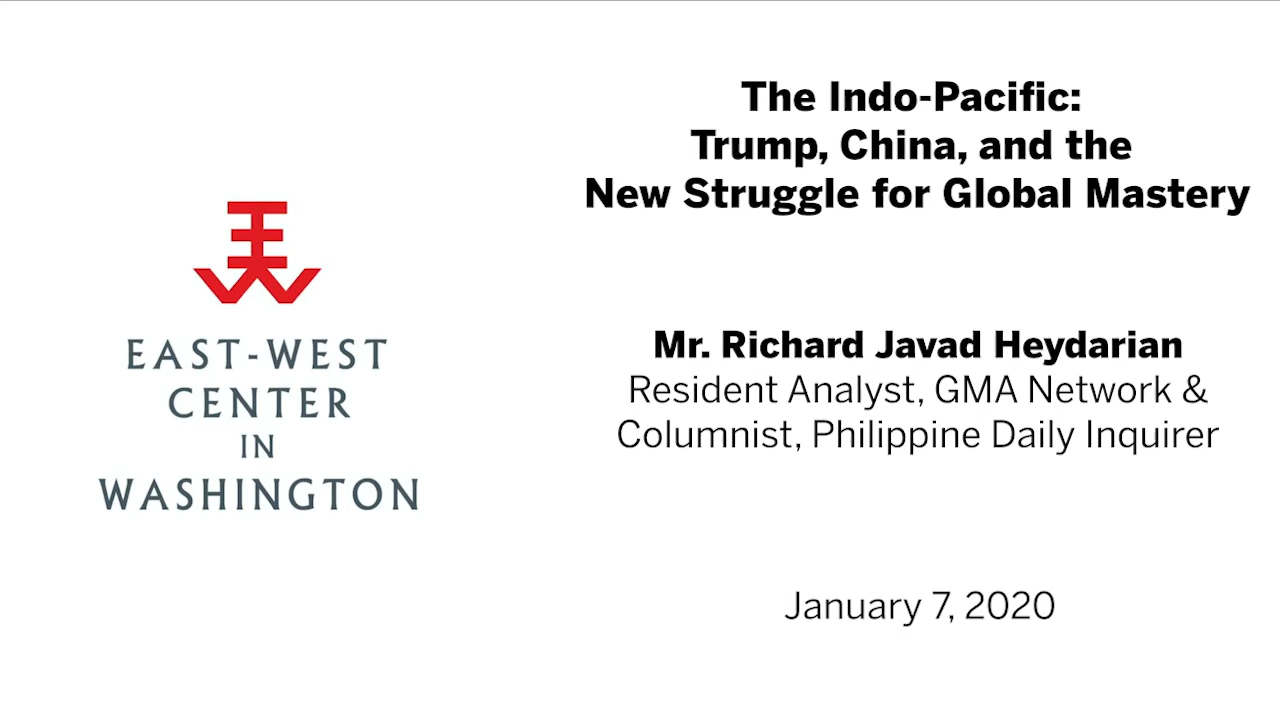 The Indo-Pacific:
Trump, China, and the
New Struggle for Global Mastery
EAST-WEST
CENTER
IN
WASHINGTON
Mr. Richard Javad Heydarian
Resident Analyst, GMA Network &
Columnist, Philippine Daily Inquirer
January 7, 2020